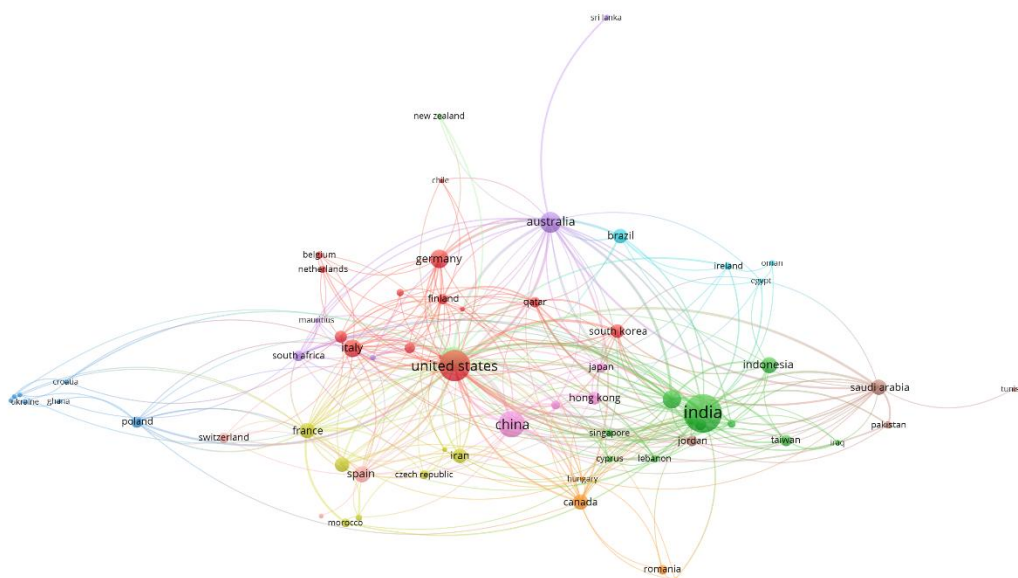 sri lanka
new zealand
chile
australia
brazil
belgium
germany
netherlands
ireland
oman
egypt
finland
qatar
mauritius
south korea
italy
south africa
united states
japan
indonesia
croatia
hong kong
saudi arabia
ukraine
ghana
india
poland
china
pakistan
france
singapore
switzerland
jordan
taiwan
iraq
iran
cyprus
lebanon
spain
czech republic
hungary
canada
morocco
romania